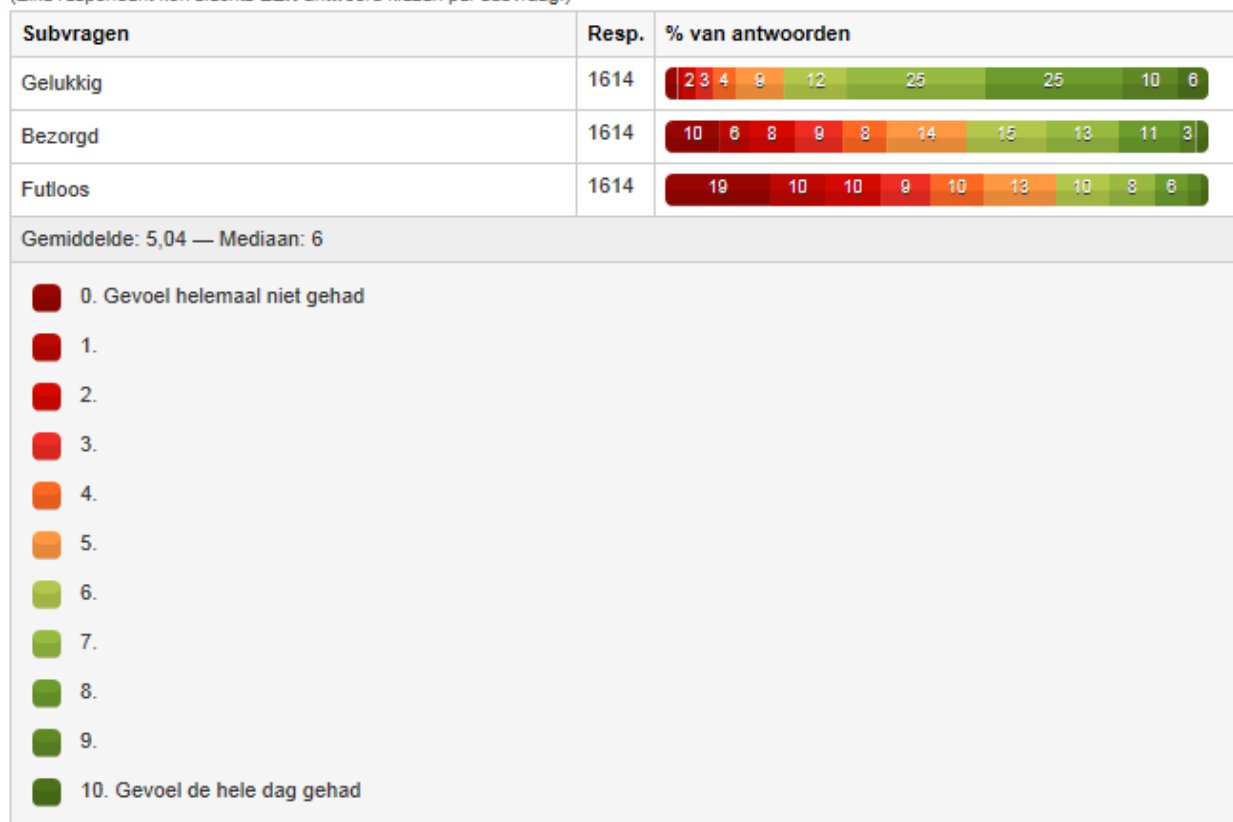 Subvragen Resp. % van antwoorden
Gelukkig 1614 2 3 4 9 12 25 25 10 6
Bezorgd 1614 10 6 8 9 8 14 15 13 11 3
Futloos 1614 19 10 10 9 10 13 10 8 6
Gemiddelde: 5,04 — Mediaan: 6
0. Gevoel helemaal niet gehad
1.
2.
3.
4.
5.
6.
7.
8.
9.
10. Gevoel de hele dag gehad